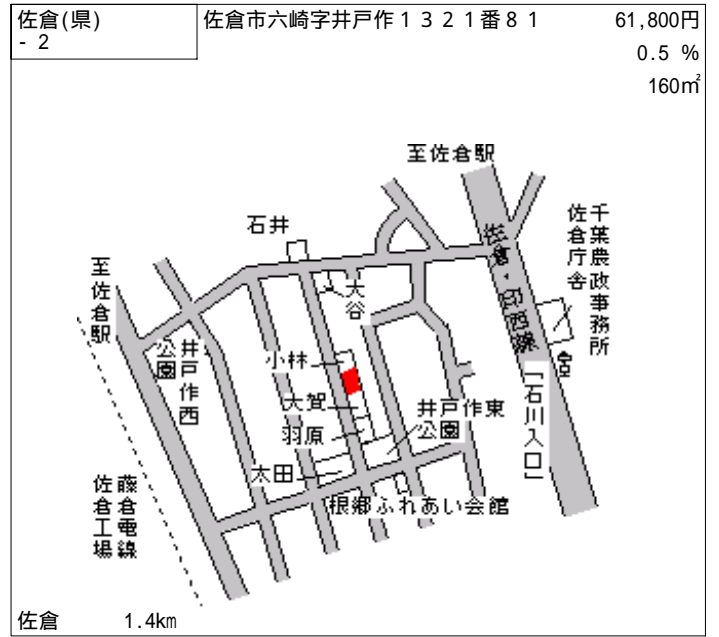 佐倉(県)
- 2
佐倉市六崎字井戸作1321番81
61,800円
0.5 %
160㎡
至佐倉駅
石井
千葉農政事務所
佐倉庁舎
至佐倉駅
大谷
井戸作西
公園
小林
「石川入口」
大賀
井戸作東
公園
羽原
太田
根郷ふれあい会館
藤倉電線
佐倉工場
佐倉 1.4km